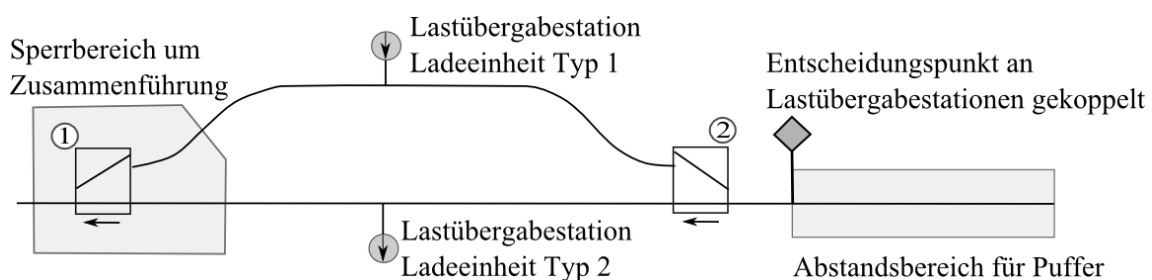 Lastübergabestation
Ladeeinheit Typ 1
Sperrbereich um
Zusammenführung
Entscheidungspunkt an
Lastübergabestationen gekoppelt
1
2
Lastübergabestation
Ladeeinheit Typ 2
Abstandsbereich für Puffer